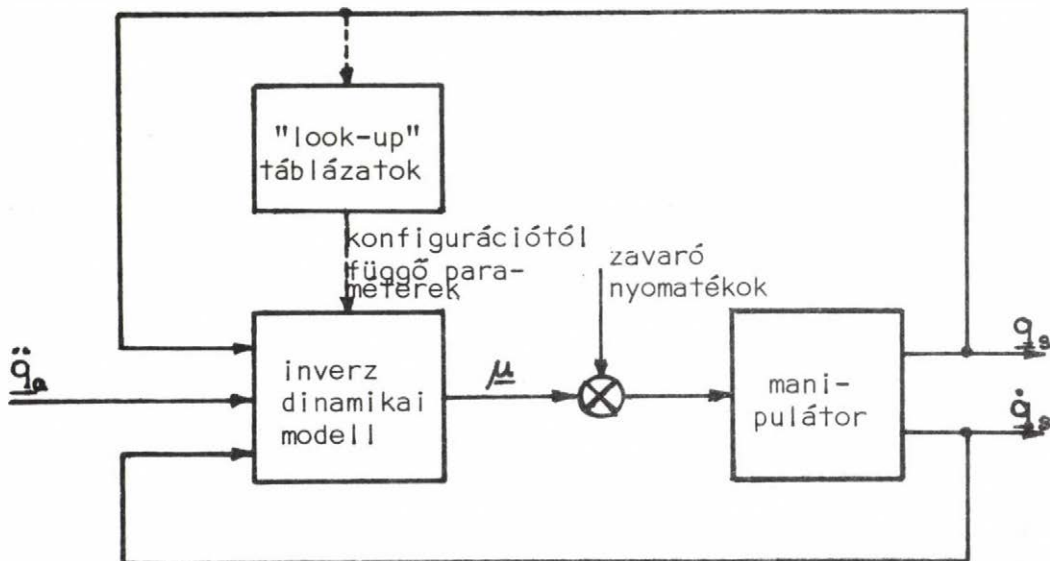 "look-up"
táblázatok
konfigurációtól
függő para-
méterek
zavaró
nyomatékok
q̈a
inverz
dinamikai
modell
μ
mani-
pulátor
qs
q̇s